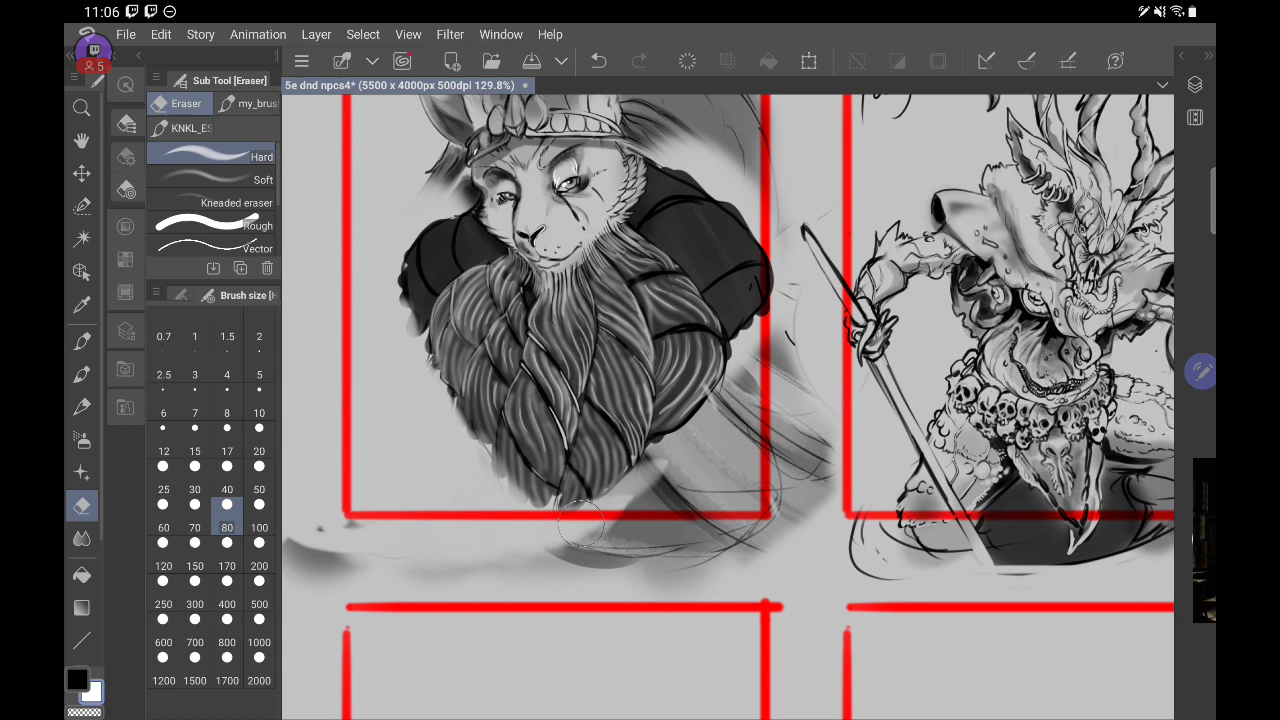 11:06
File Edit Story Animation Layer Select View Filter Window Help
5
Sub Tool [Eraser]
5e dnd npcs4* (5500 x 4000px 500dpi 129.8%)
Eraser my_brus
KNKL_ES
Hard
Soft
Kneaded eraser
Rough
Vector
Brush size [H
0.7 1 1.5 2
2.5 3 4 5
6 7 8 10
12 15 17 20
25 30 40 50
60 70 80 100
120 150 170 200
250 300 400 500
600 700 800 1000
1200 1500 1700 2000